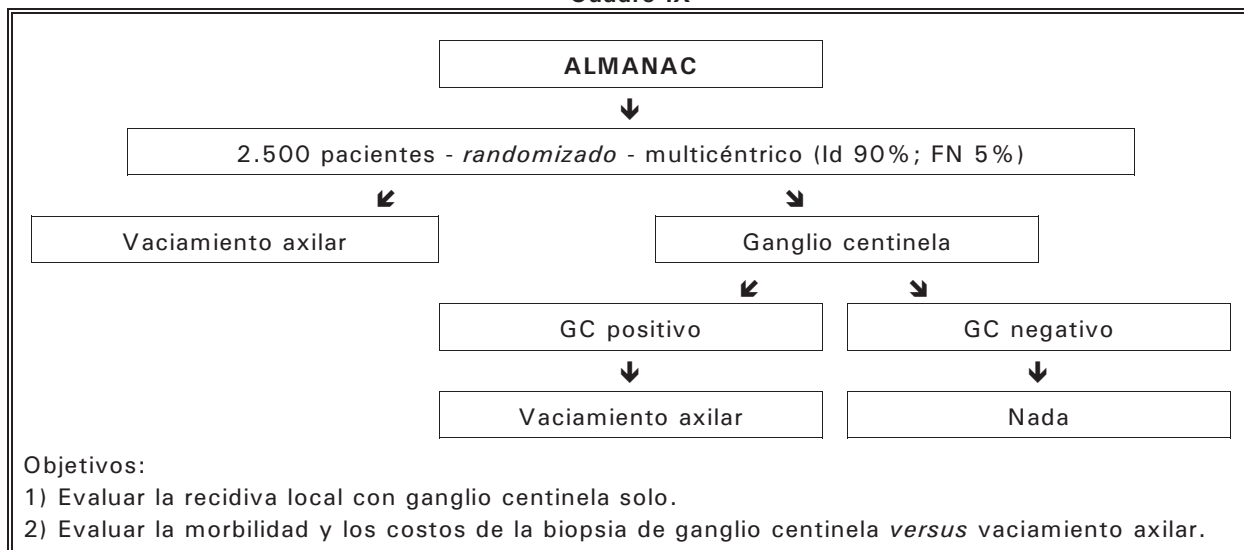 Cuadro IX
ALMANAC
2.500 pacientes - randomizado - multicéntrico (Id 90%; FN 5%)
Vaciamiento axilar
Ganglio centinela
GC positivo
GC negativo
Vaciamiento axilar
Nada
Objetivos:
1) Evaluar la recidiva local con ganglio centinela solo.
2) Evaluar la morbilidad y los costos de la biopsia de ganglio centinela versus vaciamiento axilar.